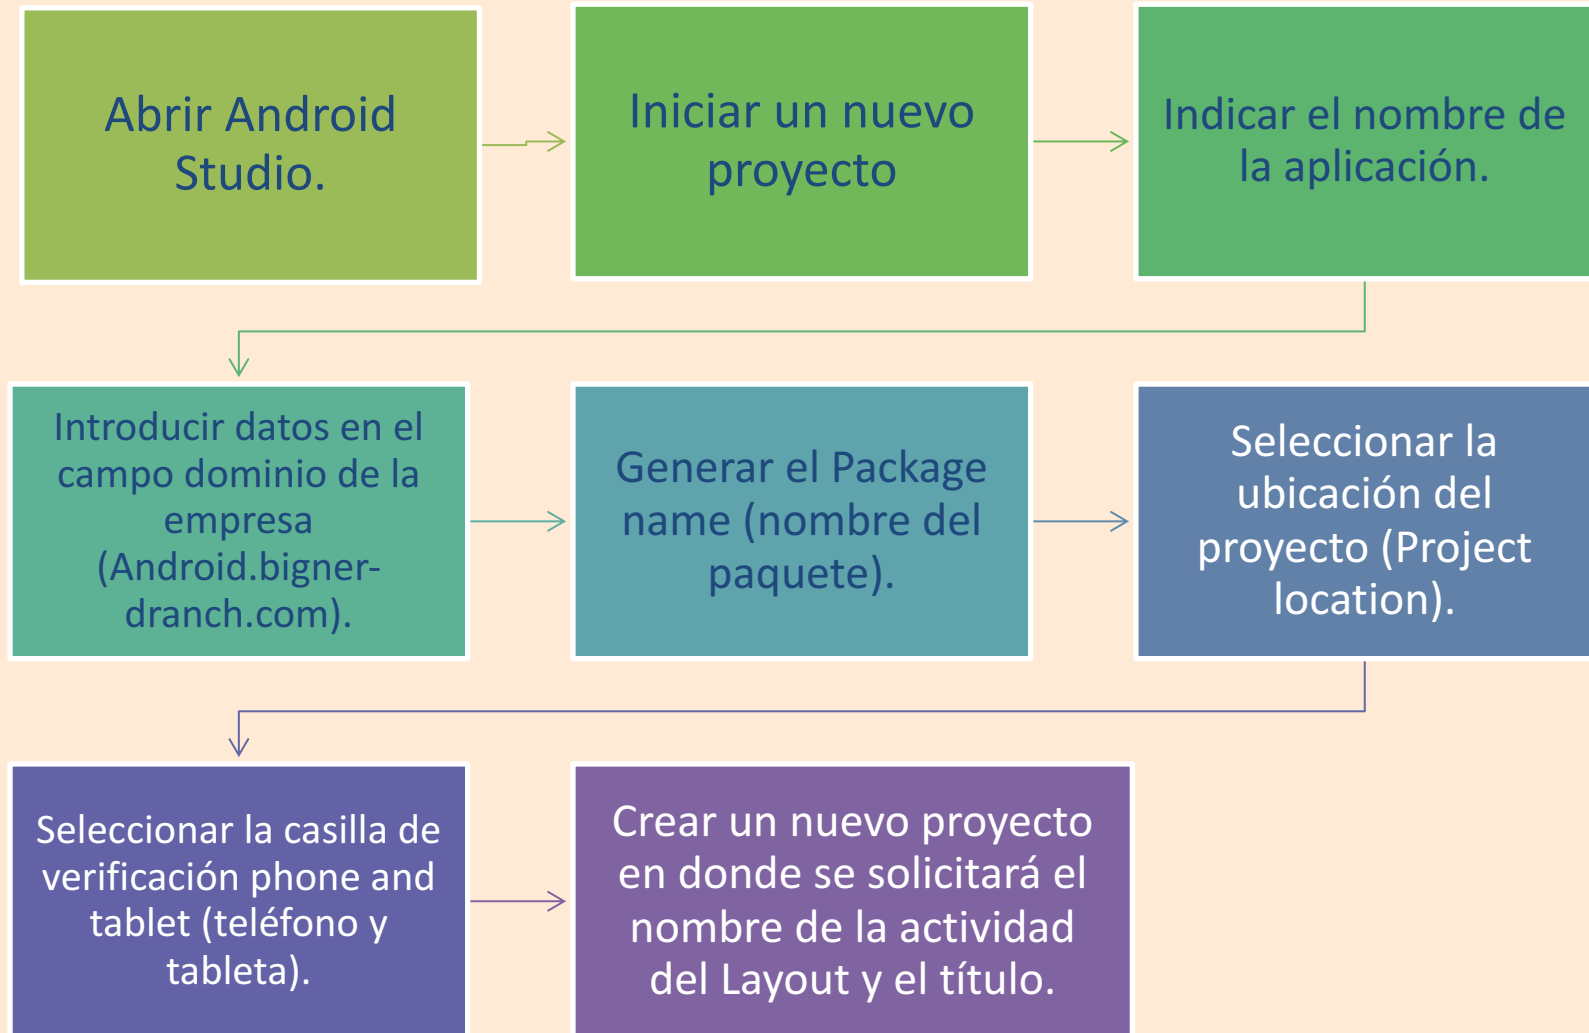 Abrir Android
Studio.
Iniciar un nuevo
proyecto
Indicar el nombre de
la aplicación.
Introducir datos en el
campo dominio de la
empresa
(Android.bigner-
dranch.com).
Generar el Package
name (nombre del
paquete).
Seleccionar la
ubicación del
proyecto (Project
location).
Seleccionar la casilla de
verificación phone and
tablet (teléfono y
tableta).
Crear un nuevo proyecto
en donde se solicitará el
nombre de la actividad
del Layout y el título.